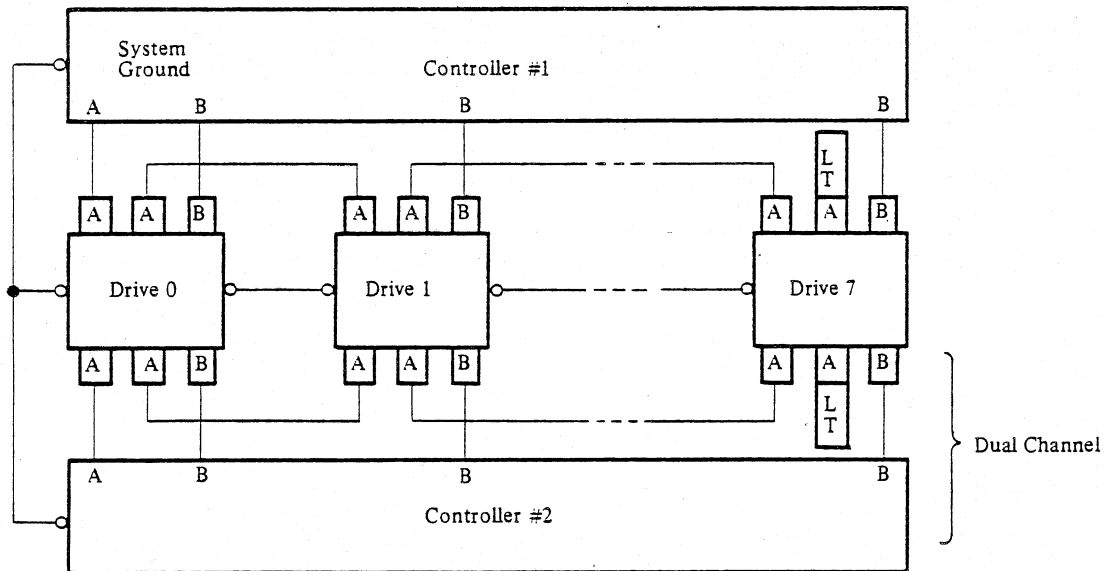 System
Ground
Controller #1
A B B B
L
T
A A B A A B A A B
Drive 0 Drive 1 Drive 7
A A B A A B A A B
L
T
Dual Channel
A B B B
Controller #2